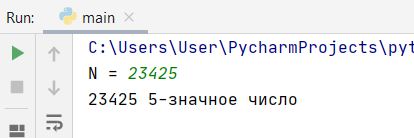 Run: main
C:\Users\User\PycharmProjects\pyt
N = 23425
23425 5-значное число